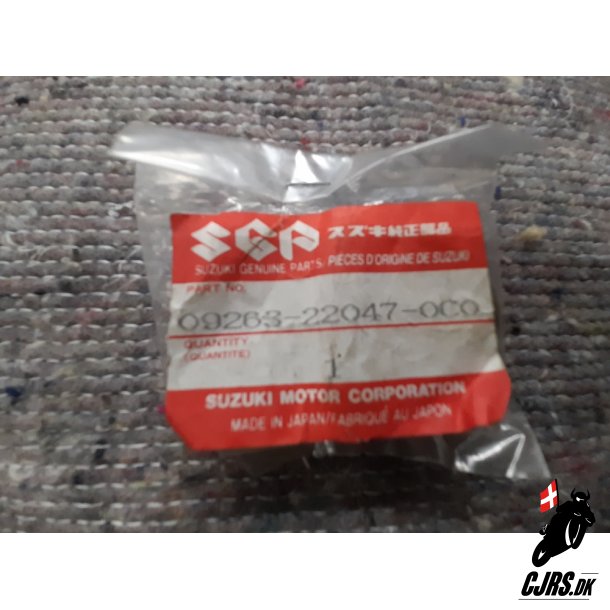 SGP スズキ純正部品
SUZUKI GENUINE PARTS PIÈCES D'ORIGINE DE SUZUKI
PART NO.
09263-22047-0C0
QUANTITY
(QUANTITÉ)
1
SUZUKI MOTOR CORPORATION
MADE IN JAPAN/FABRIQUÉ AU JAPON
CJRS.DK